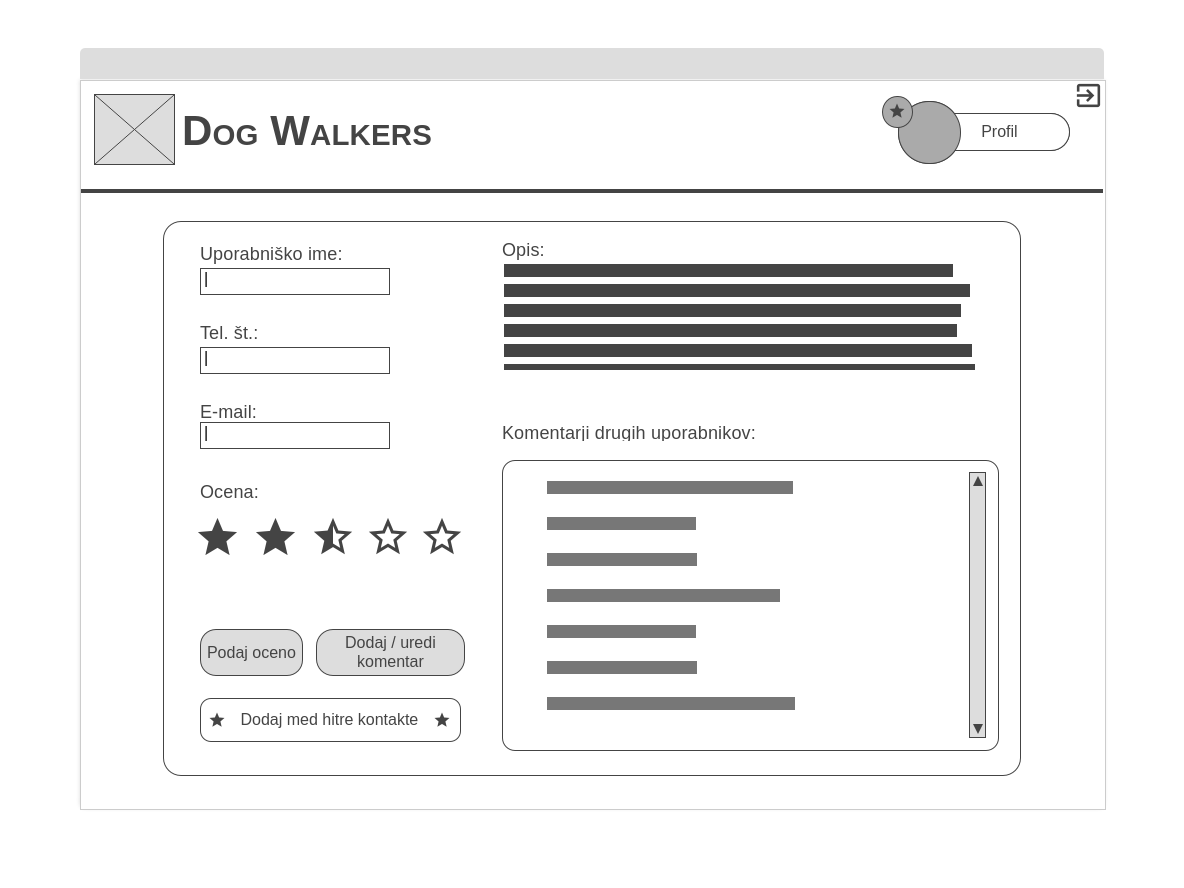 Dog Walkers
Profil
Uporabniško ime:
Tel. št.:
E-mail:
Ocena:
Podaj oceno
Dodaj / uredi
komentar
Dodaj med hitre kontakte
Opis:
Komentarji drugih uporabnikov: